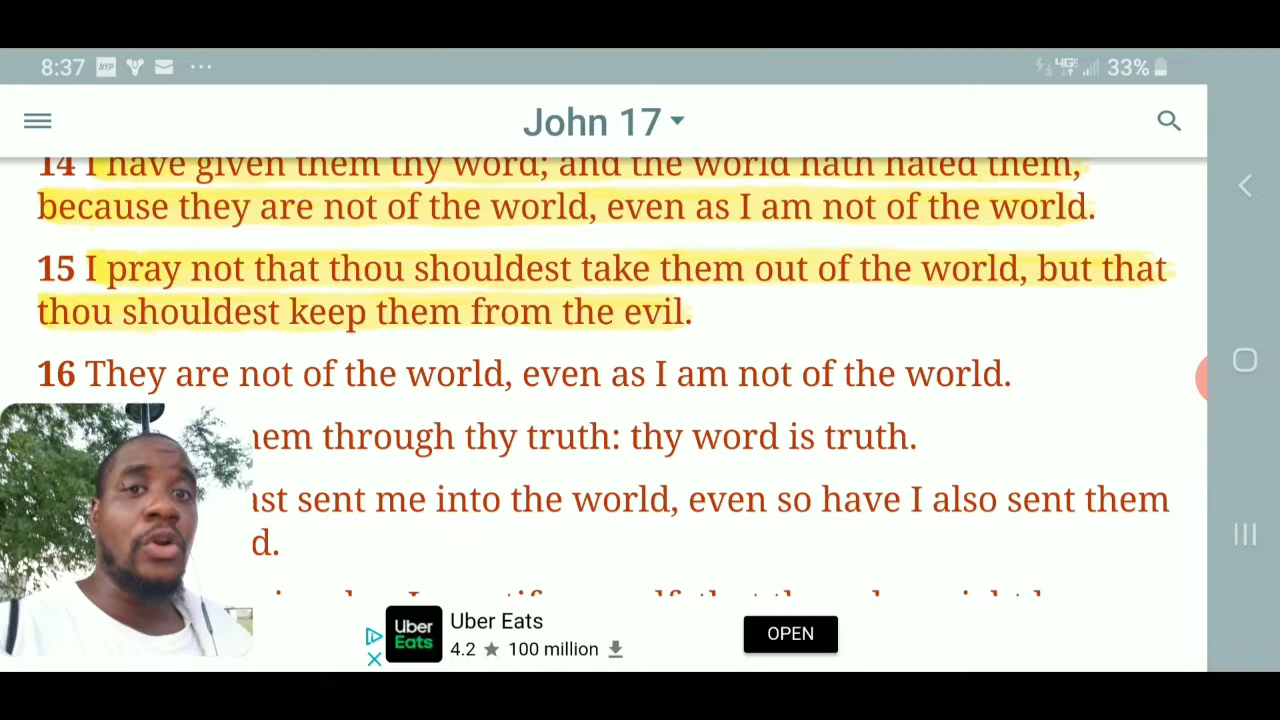 8:37 NYP ... 4GE 33%
John 17
14 I have given them thy word; and the world hath hated them,
because they are not of the world, even as I am not of the world.
15 I pray not that thou shouldest take them out of the world, but that
thou shouldest keep them from the evil.
16 They are not of the world, even as I am not of the world.
hem through thy truth: thy word is truth.
ast sent me into the world, even so have I also sent them
d.
Uber Eats
Uber Eats
4.2 ★ 100 million
OPEN